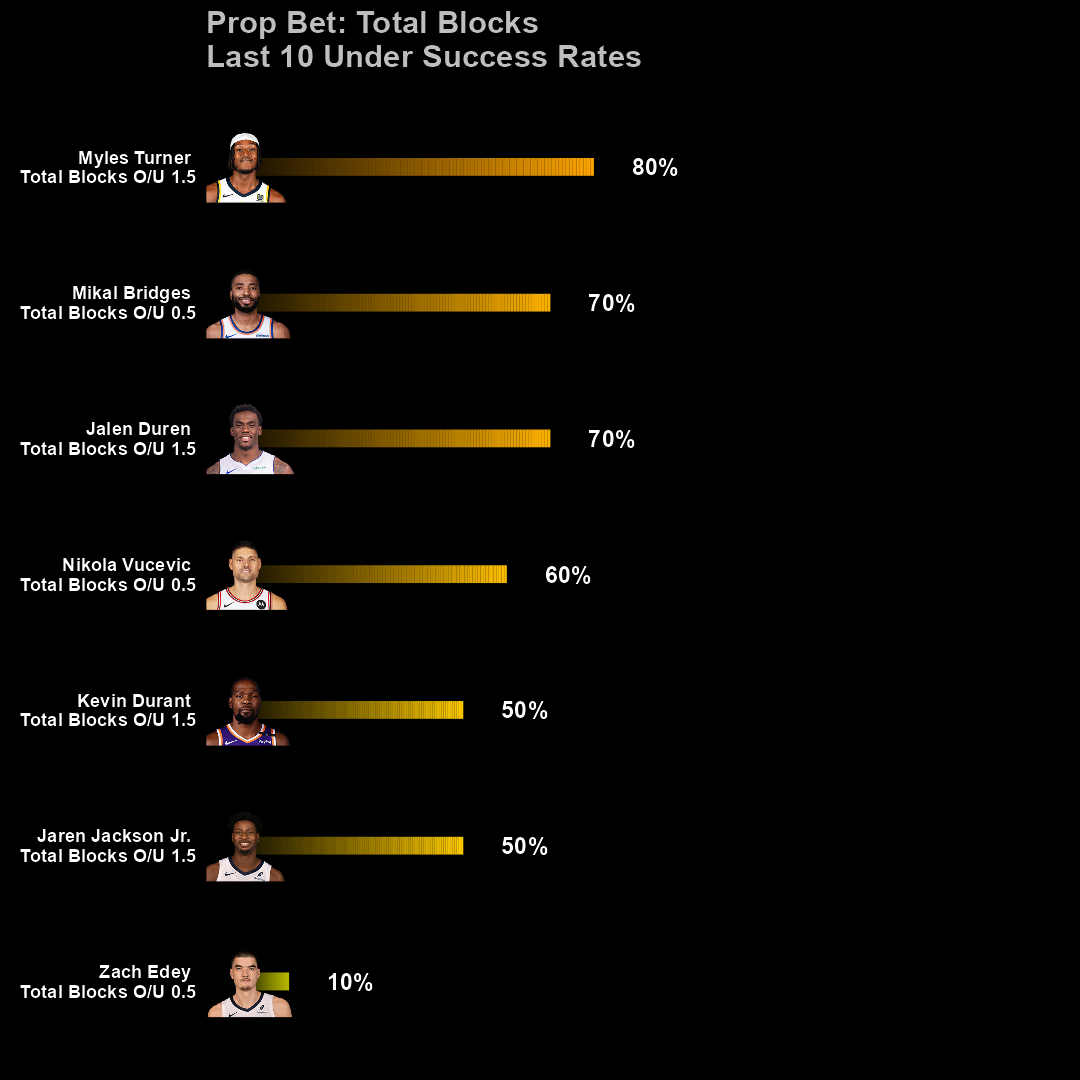 Prop Bet: Total Blocks
Last 10 Under Success Rates
Myles Turner
Total Blocks O/U 1.5
80%
Mikal Bridges
Total Blocks O/U 0.5
70%
Jalen Duren
Total Blocks O/U 1.5
70%
Nikola Vucevic
Total Blocks O/U 0.5
60%
Kevin Durant
Total Blocks O/U 1.5
50%
Jaren Jackson Jr.
Total Blocks O/U 1.5
50%
Zach Edey
Total Blocks O/U 0.5
10%